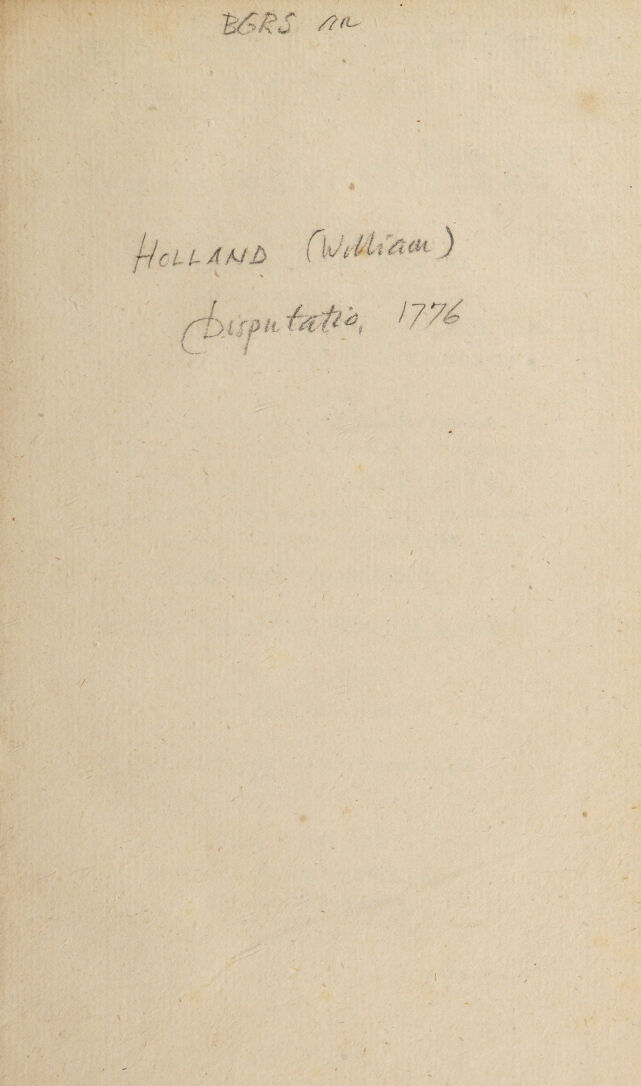 BGRS
HOLLAND (William)
Disputatio, 1776